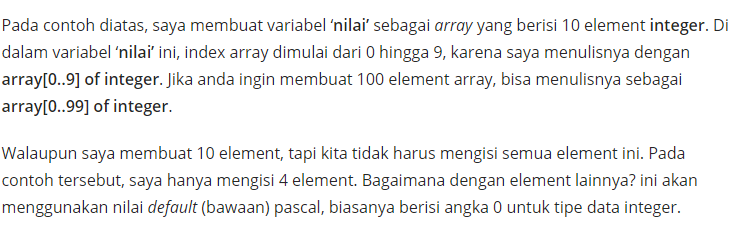 Pada contoh diatas, saya membuat variabel ‘nilai’ sebagai array yang berisi 10 element integer. Di
dalam variabel ‘nilai’ ini, index array dimulai dari 0 hingga 9, karena saya menulisnya dengan
array[0..9] of integer. Jika anda ingin membuat 100 element array, bisa menulisnya sebagai
array[0..99] of integer.
Walaupun saya membuat 10 element, tapi kita tidak harus mengisi semua element ini. Pada
contoh tersebut, saya hanya mengisi 4 element. Bagaimana dengan element lainnya? ini akan
menggunakan nilai default (bawaan) pascal, biasanya berisi angka 0 untuk tipe data integer.